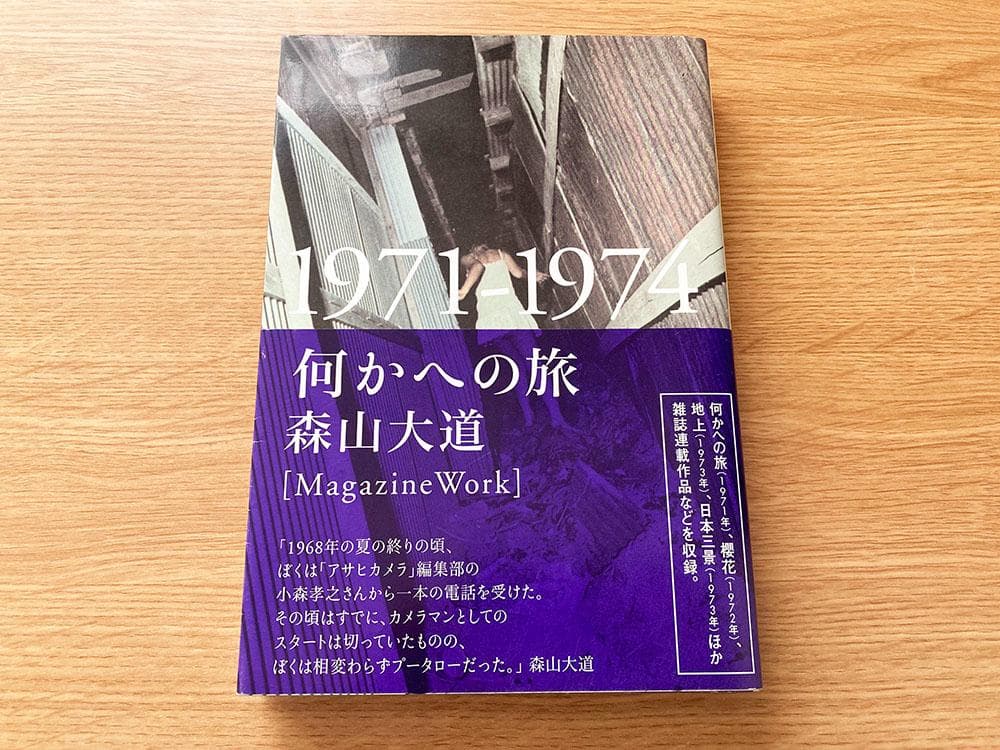 1971-1974
何かへの旅
森山大道
[Magazine Work]
「1968年の夏の終りの頃、
ぼくは「アサヒカメラ」編集部の
小森孝之さんから一本の電話を受けた。
その頃はすでに、カメラマンとしての
スタートは切っていたものの、
ぼくは相変わらずプータローだった。」 森山大道
何かへの旅(1971年)、櫻花(1972年)、
地上(1973年)、日本三景(1973年)ほか
雑誌連載作品などを収録。